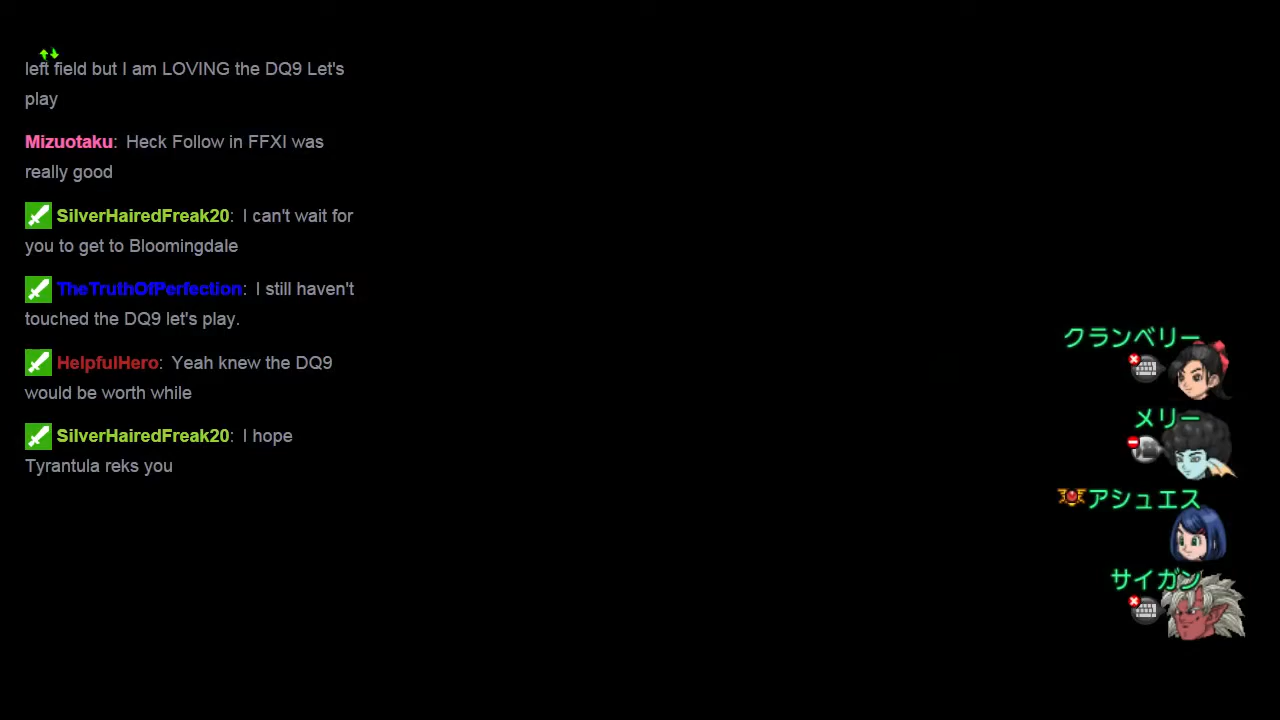 left field but I am LOVING the DQ9 Let's
play
Mizuotaku: Heck Follow in FFXI was
really good
SilverHairedFreak20: I can't wait for
you to get to Bloomingdale
TheTruthOfPerfection: I still haven't
touched the DQ9 let's play.
HelpfulHero: Yeah knew the DQ9
would be worth while
SilverHairedFreak20: I hope
Tyrantula reks you
クランベリー
メリー
アシュエス
サイガン